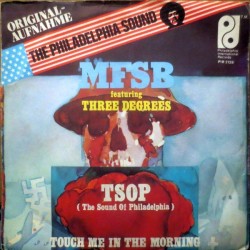 ORIGINAL-
AUFNAHME
THE PHILADELPHIA SOUND
MFSB
featuring
THREE DEGREES
TSOP
( The Sound Of Philadelphia )
TOUCH ME IN THE MORNING